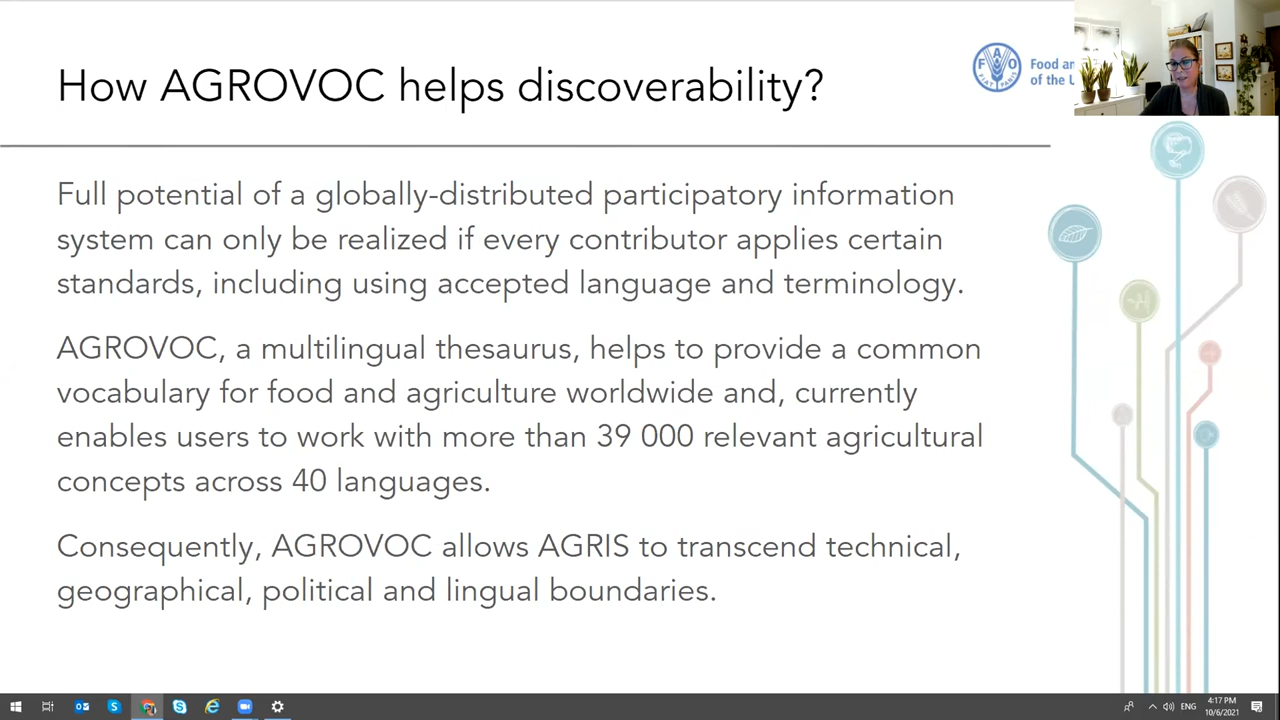 How AGROVOC helps discoverability?
FAO
FIAT PANIS
Food an
of the U
Full potential of a globally-distributed participatory information
system can only be realized if every contributor applies certain
standards, including using accepted language and terminology.
AGROVOC, a multilingual thesaurus, helps to provide a common
vocabulary for food and agriculture worldwide and, currently
enables users to work with more than 39 000 relevant agricultural
concepts across 40 languages.
Consequently, AGROVOC allows AGRIS to transcend technical,
geographical, political and lingual boundaries.
ENG
4:17 PM
10/6/2021